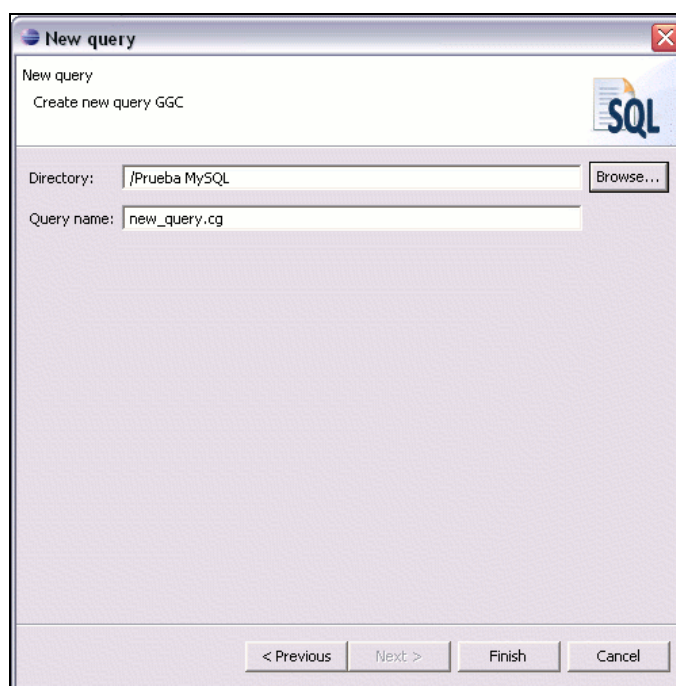 New query
New query
Create new query GGC
SQL
Directory: /Prueba MySQL Browse...
Query name: new_query.cg
< Previous Next > Finish Cancel